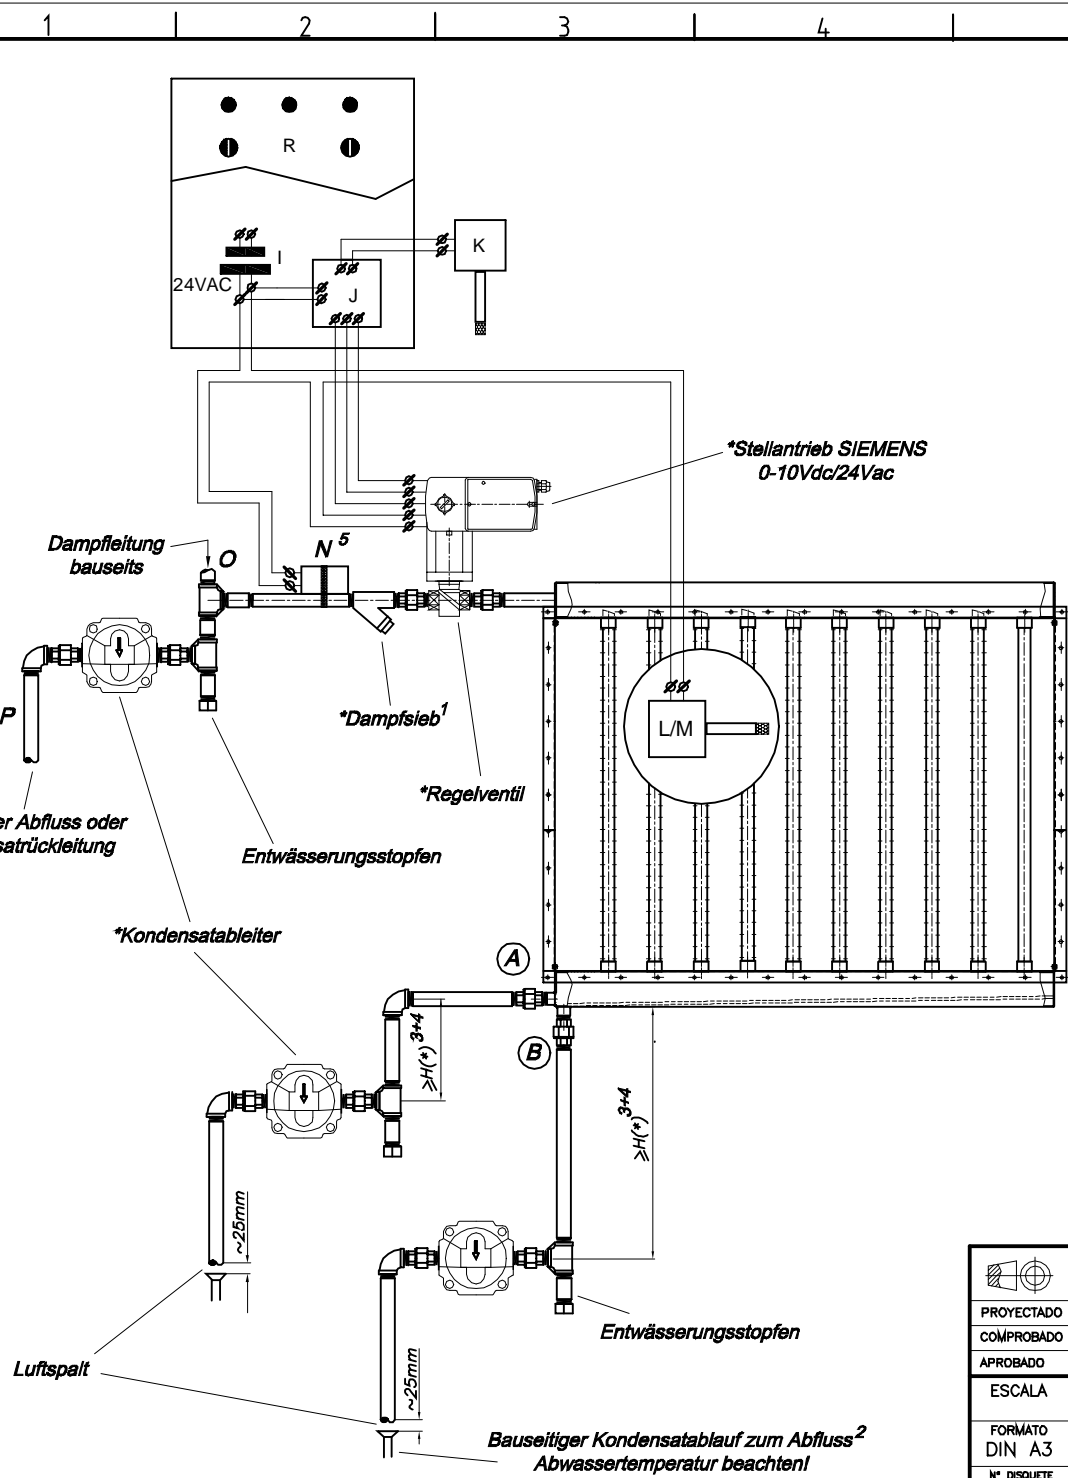 1 2 3 4
R
I
24VAC
J
K
*Stellantrieb SIEMENS
0-10Vdc/24Vac
Dampfleitung
bauseits
O
N 5
P
*Dampfsieb1
L/M
*Regelventil
er Abfluss oder
satrückleitung
Entwässerungsstopfen
*Kondensatableiter
A
B
≥H(*)3+4
≥H(*)3+4
~25mm
~25mm
Entwässerungsstopfen
Luftspalt
Bauseitiger Kondensatablauf zum Abfluss2
Abwassertemperatur beachten!
PROYECTADO
COMPROBADO
APROBADO
ESCALA
FORMATO
DIN A3
Nº DISQUETE